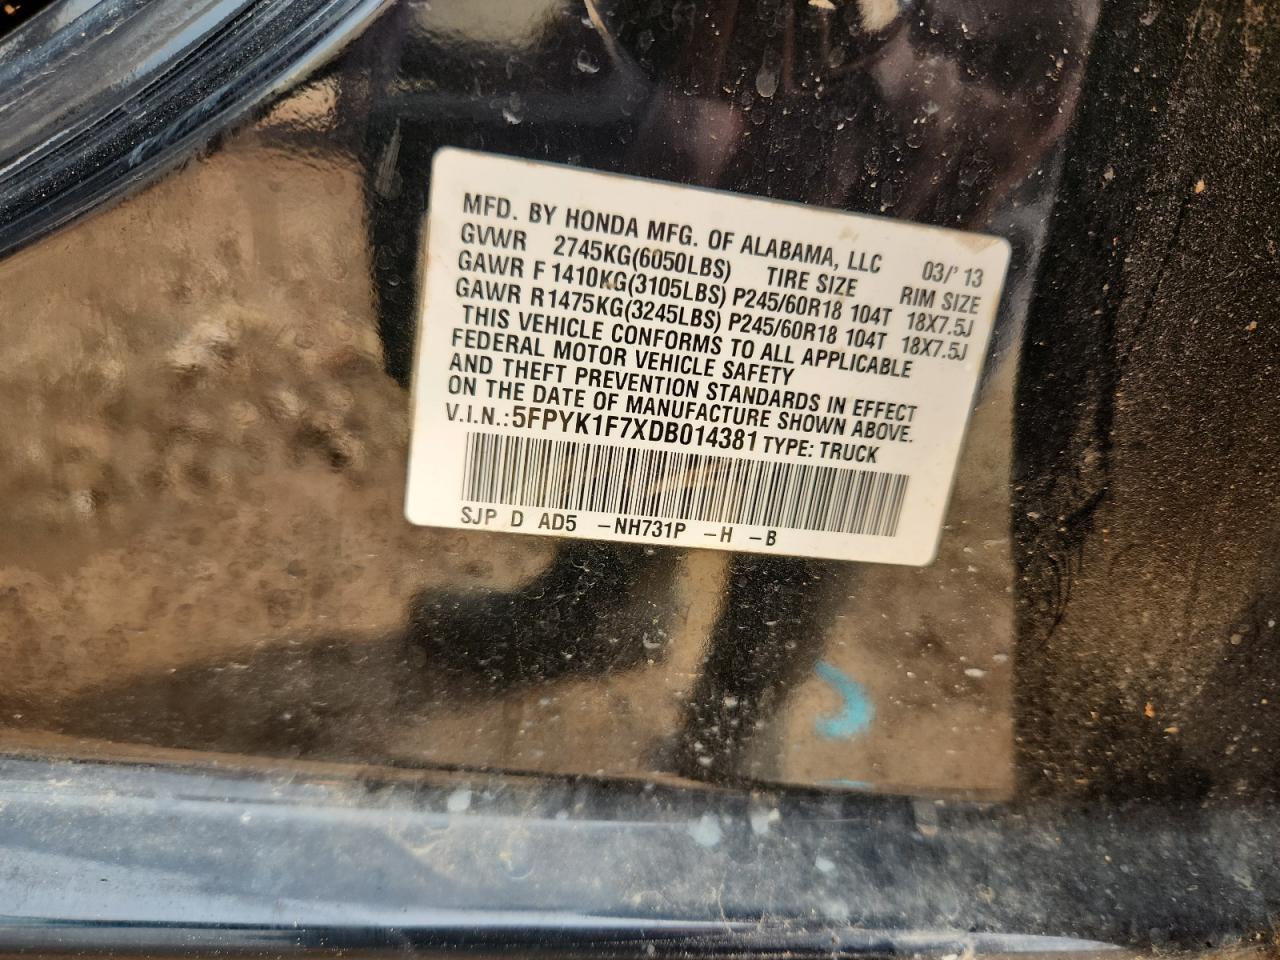 MFD. BY HONDA MFG. OF ALABAMA, LLC 03/'13
GVWR 2745KG(6050LBS) TIRE SIZE RIM SIZE
GAWR F 1410KG(3105LBS) P245/60R18 104T 18X7.5J
GAWR R1475KG(3245LBS) P245/60R18 104T 18X7.5J
THIS VEHICLE CONFORMS TO ALL APPLICABLE
FEDERAL MOTOR VEHICLE SAFETY
AND THEFT PREVENTION STANDARDS IN EFFECT
ON THE DATE OF MANUFACTURE SHOWN ABOVE.
V.I.N.:5FPYK1F7XDB014381 TYPE: TRUCK
SJP D AD5 -NH731P -H -B